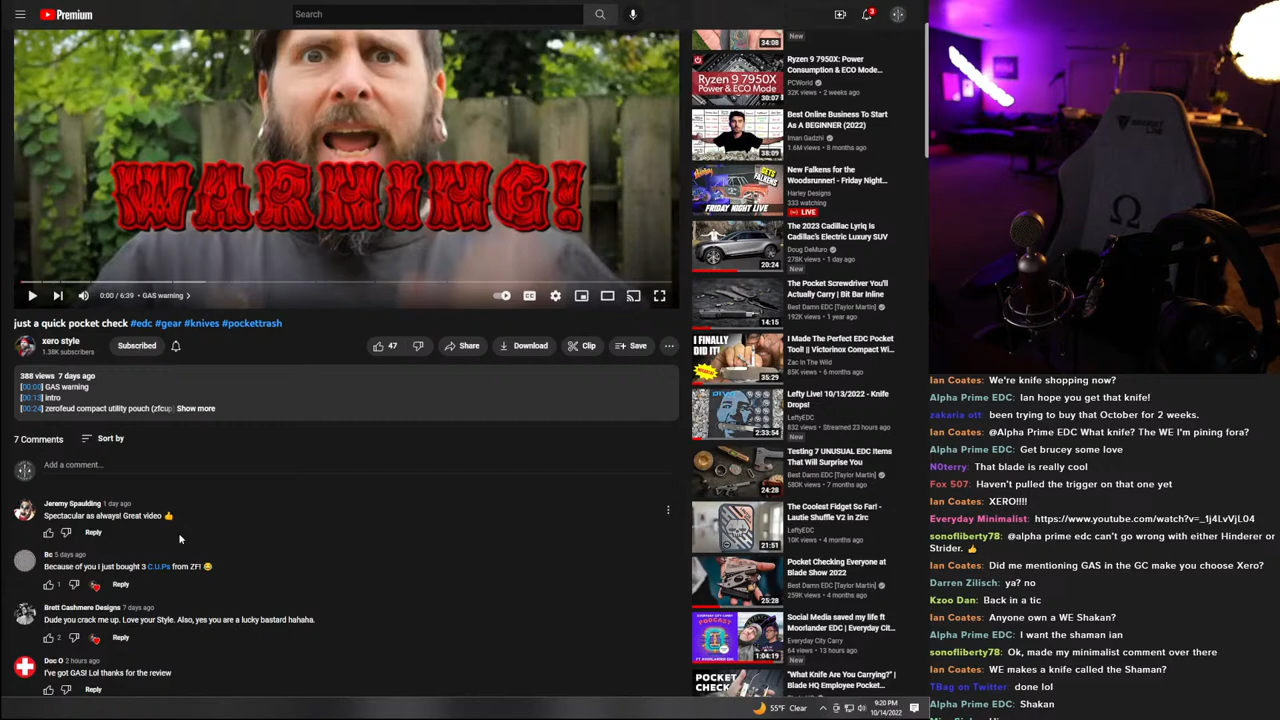 Premium
Search
3
WARNING!
0:00 / 6:39 • GAS warning
CC
just a quick pocket check #edc #gear #knives #pockettrash
xero style
1.38K subscribers
Subscribed
47
Share
Download
Clip
Save
388 views 7 days ago
[00:00] GAS warning
[00:13] intro
[00:24] zerofeud compact utility pouch (zfcup Show more
7 Comments
Sort by
Add a comment...
Jeremy Spaulding 1 day ago
Spectacular as always! Great video 👍
Reply
Bc 5 days ago
Because of you I just bought 3 C.U.Ps from ZF! 😂
1
Reply
Brett Cashmere Designs 7 days ago
Dude you crack me up. Love your Style. Also, yes you are a lucky bastard hahaha.
2
Reply
Doc O 2 hours ago
I've got GAS! Lol thanks for the review
Reply
34:08
New
Ryzen 9 7950X
Power & ECO Mode
30:07
Ryzen 9 7950X: Power
Consumption & ECO Mode...
PCWorld
32K views • 2 weeks ago
38:09
Best Online Business To Start
As A BEGINNER (2022)
Iman Gadzhi
1.6M views • 8 months ago
GETS
FALKENS
FRIDAY NIGHT LIVE
New Falkens for the
Woodsrunner! - Friday Night...
Harley Designs
333 watching
LIVE
20:24
The 2023 Cadillac Lyriq Is
Cadillac's Electric Luxury SUV
Doug DeMuro
278K views • 1 day ago
New
14:15
The Pocket Screwdriver You'll
Actually Carry | Bit Bar Inline
Best Damn EDC [Taylor Martin]
192K views • 1 year ago
I FINALLY
DID IT!
35:29
I Made The Perfect EDC Pocket
Tool! || Victorinox Compact Wi...
Zac In The Wild
85K views • 6 months ago
2:33:54
Lefty Live! 10/13/2022 - Knife
Drops!
LeftyEDC
832 views • Streamed 23 hours ago
New
24:28
Testing 7 UNUSUAL EDC Items
That Will Surprise You
Best Damn EDC [Taylor Martin]
580K views • 7 months ago
21:51
The Coolest Fidget So Far! -
Lautie Shuffle V2 in Zirc
LeftyEDC
10K views • 4 months ago
25:28
Pocket Checking Everyone at
Blade Show 2022
Best Damn EDC [Taylor Martin]
259K views • 4 months ago
EVERYDAY CITY CARRY
PODCAST
1:04:19
Social Media saved my life ft
Moorlander EDC | Everyday Cit...
Everyday City Carry
64 views • 13 hours ago
New
POCKET
CHECK
"What Knife Are You Carrying?" |
Blade HQ Employee Pocket...
55°F Clear
9:20 PM
10/14/2022
Ian Coates: We're knife shopping now?
Alpha Prime EDC: Ian hope you get that knife!
zakaria ott: been trying to buy that October for 2 weeks.
Ian Coates: @Alpha Prime EDC What knife? The WE I'm pining for?
Alpha Prime EDC: Get brucey some love
N0terry: That blade is really cool
Fox 507: Haven't pulled the trigger on that one yet
Ian Coates: XERO!!!!
Everyday Minimalist: https://www.youtube.com/watch?v=_1j4LvVjL04
sonofliberty78: @alpha prime edc can't go wrong with either Hinderer or
Strider. 👍
Ian Coates: Did me mentioning GAS in the GC make you choose Xero?
Darren Zilisch: ya? no
Kzoo Dan: Back in a tic
Ian Coates: Anyone own a WE Shakan?
Alpha Prime EDC: I want the shaman ian
sonofliberty78: Ok, made my minimalist comment over there
Ian Coates: WE makes a knife called the Shaman?
TBag on Twitter: done lol
Alpha Prime EDC: Shakan